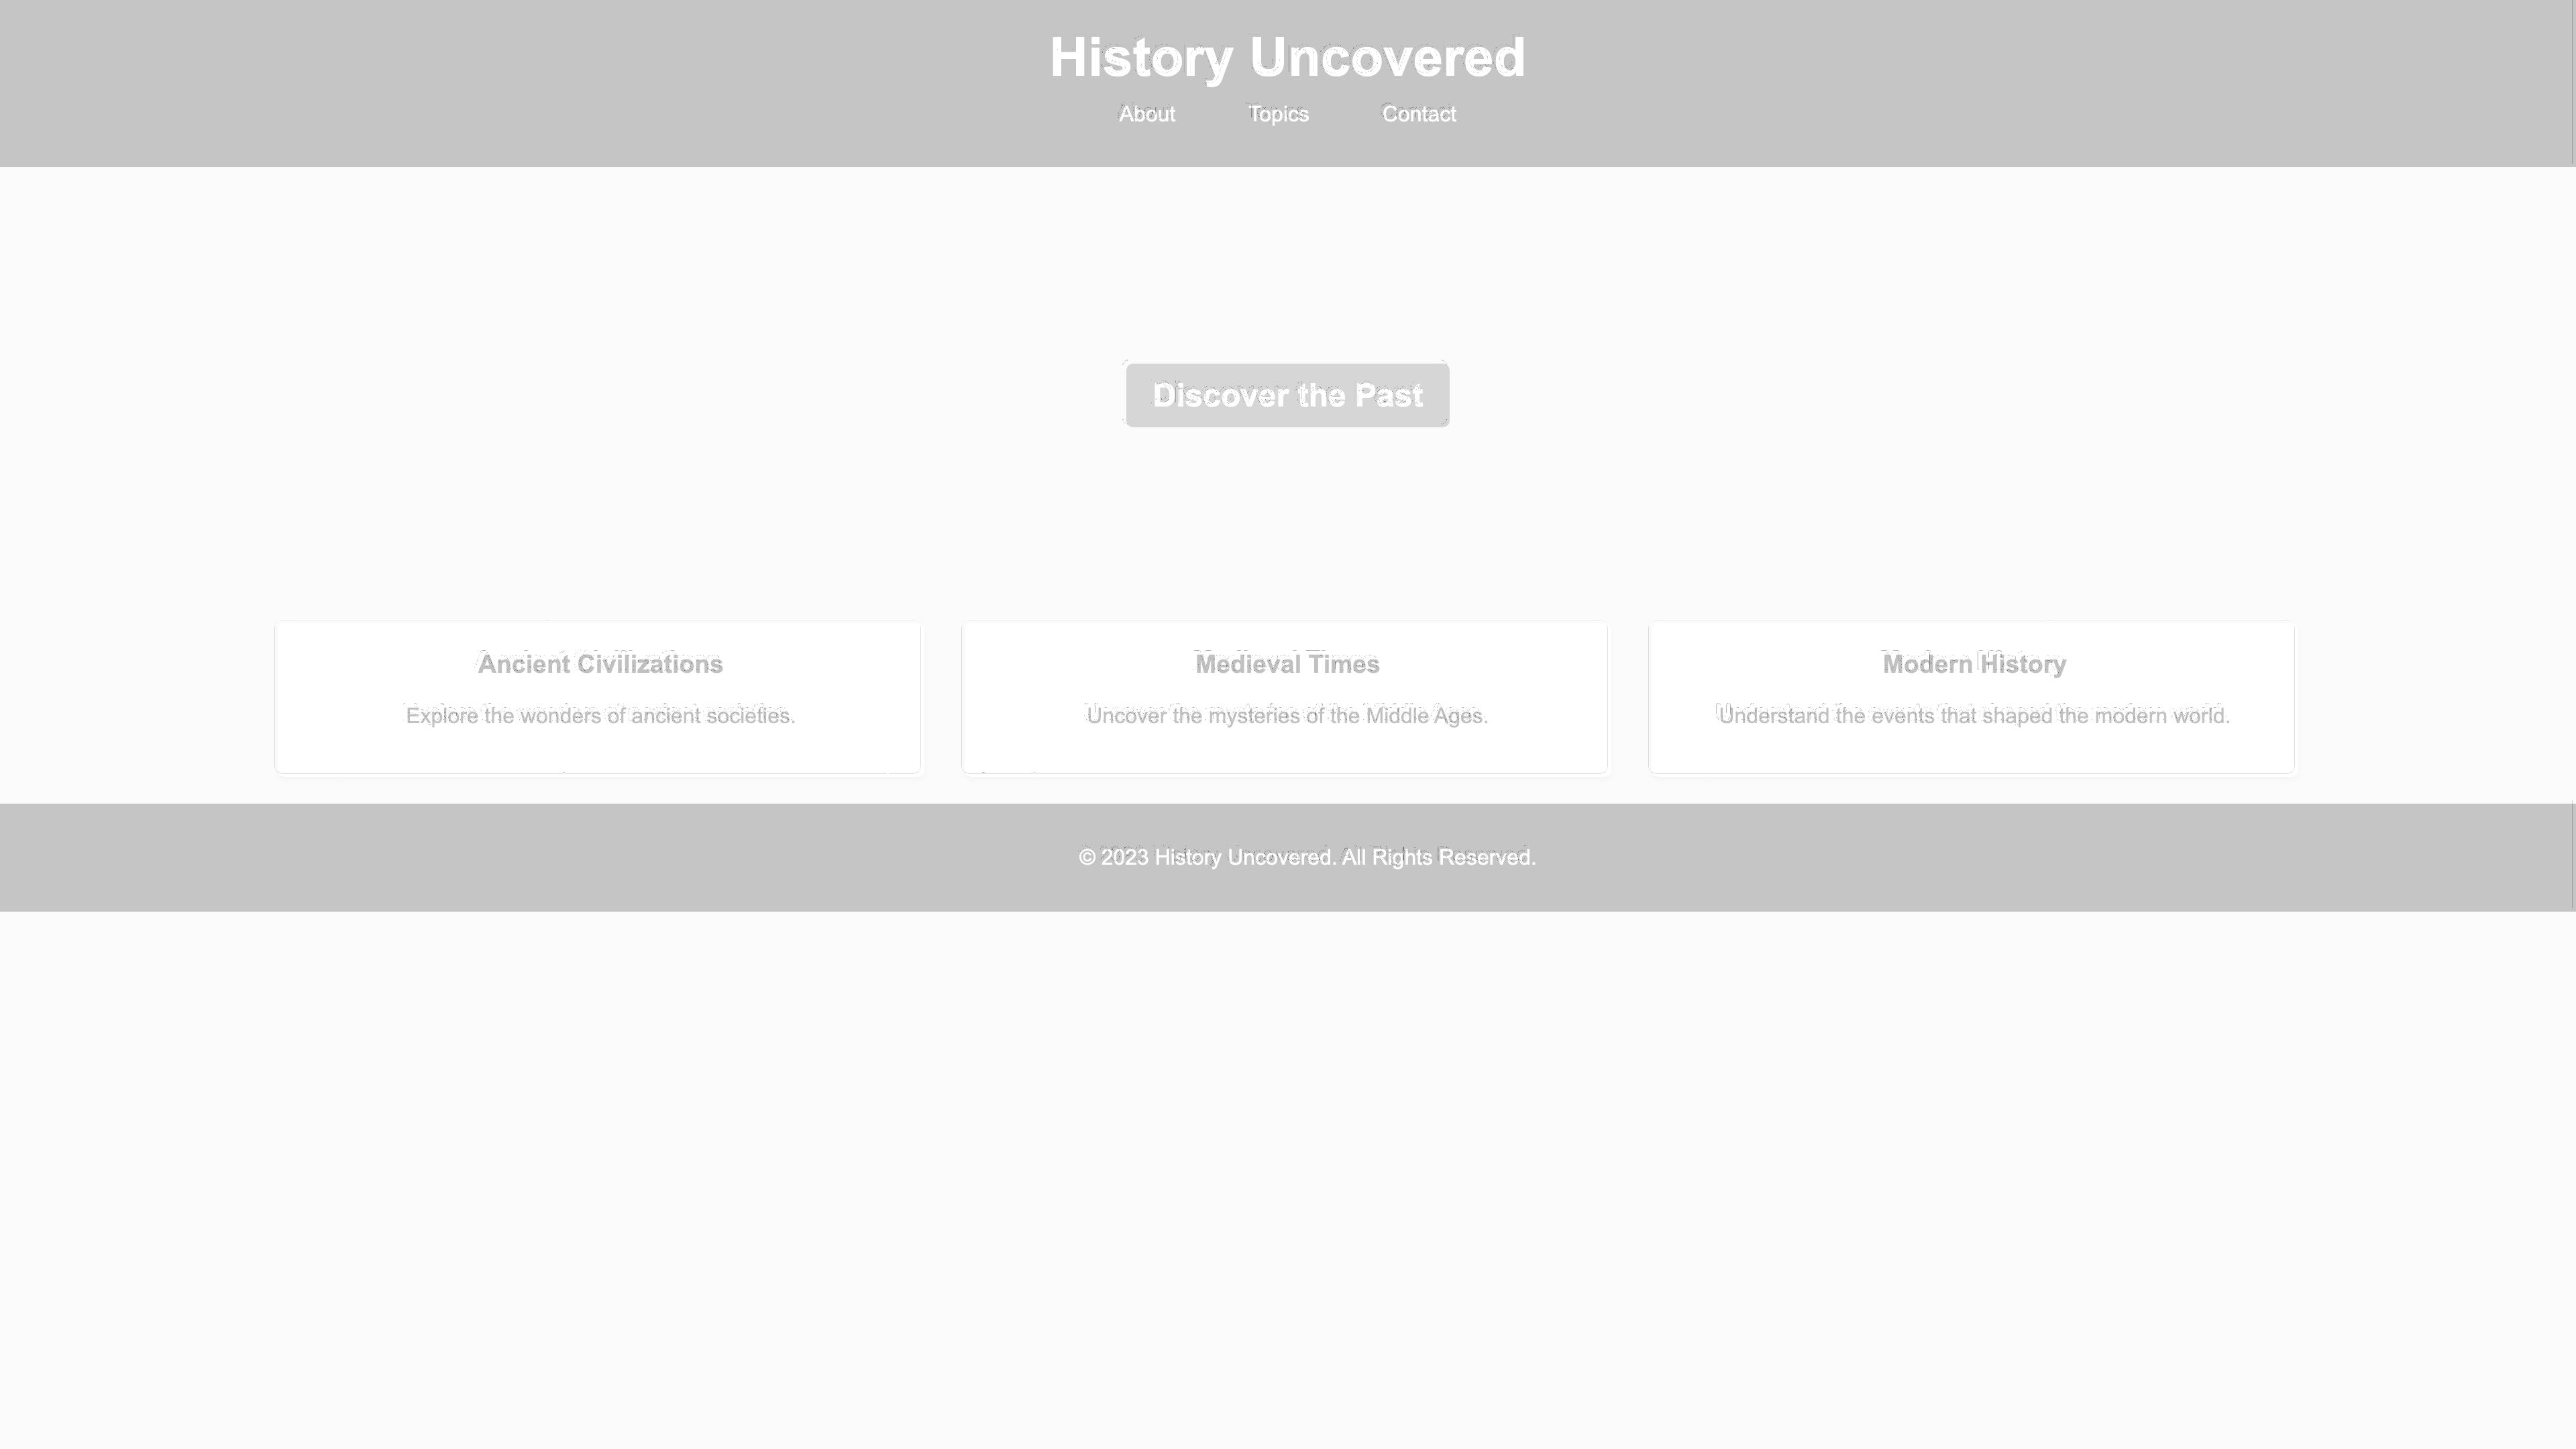 History Uncovered
About Topics Contact
Discover the Past
Ancient Civilizations
Explore the wonders of ancient societies.
Medieval Times
Uncover the mysteries of the Middle Ages.
Modern History
Understand the events that shaped the modern world.
© 2023 History Uncovered. All Rights Reserved.